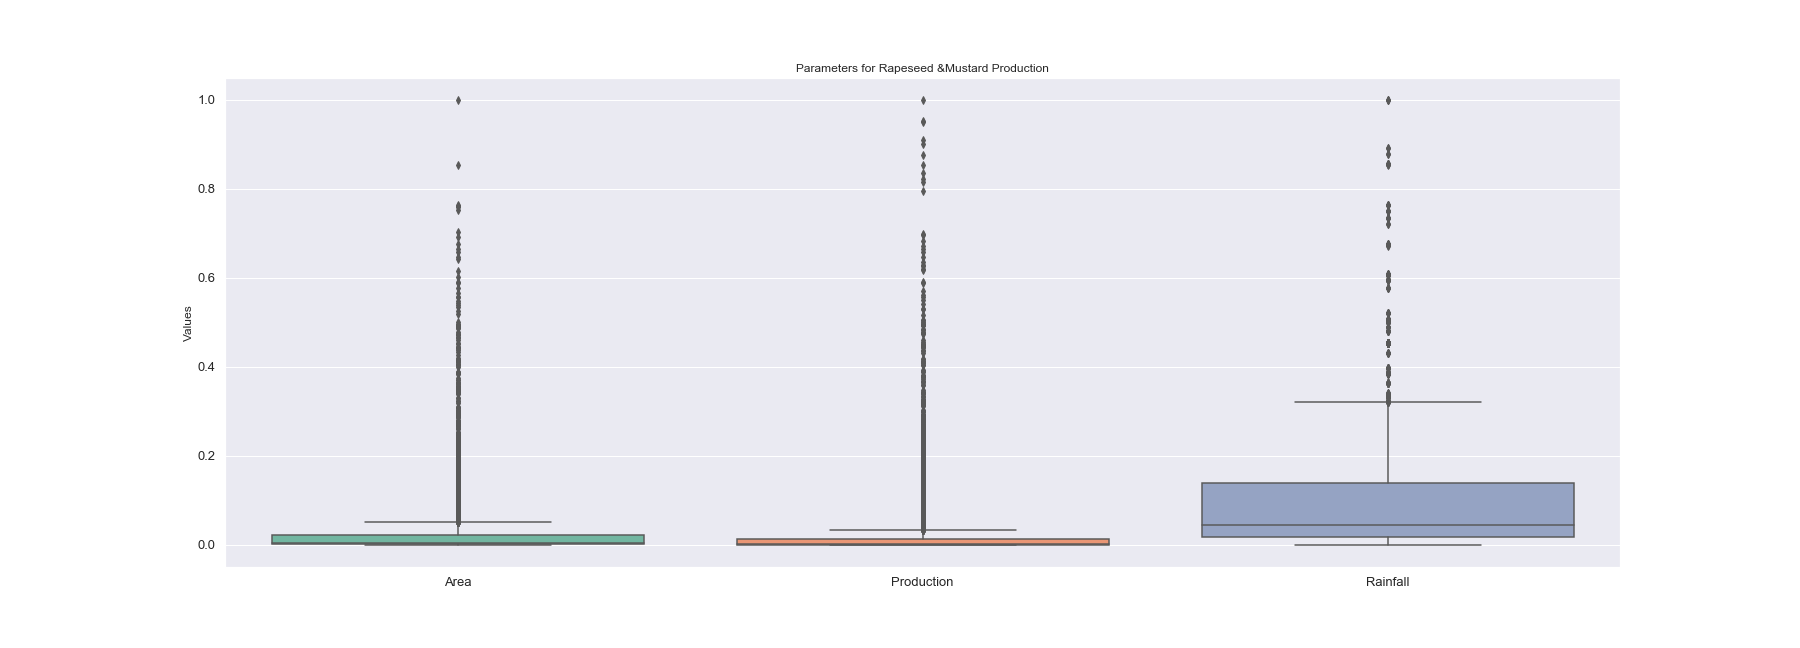 Parameters for Rapeseed &Mustard Production
1.0
0.8
0.6
0.4
0.2
0.0
Values
Area
Production
Rainfall